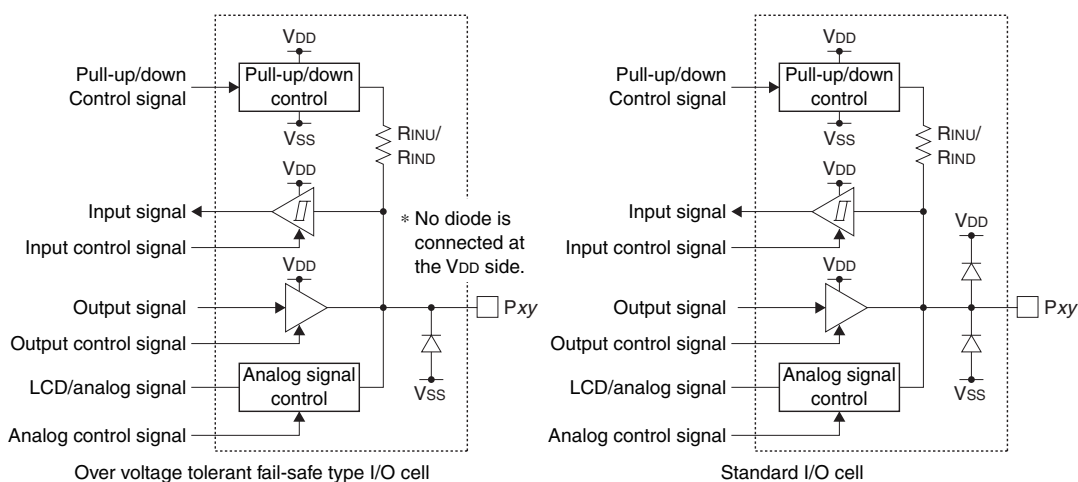 VDD
Pull-up/down
Control signal
Pull-up/down
control
VSS
RINU/
RIND
VDD
Input signal
Input control signal
* No diode is
connected at
the VDD side.
VDD
Output signal
Pxy
Output control signal
LCD/analog signal
Analog signal
control
VSS
Analog control signal
Over voltage tolerant fail-safe type I/O cell
VDD
Pull-up/down
Control signal
Pull-up/down
control
VSS
RINU/
RIND
VDD
Input signal
Input control signal
VDD
VDD
Output signal
Pxy
Output control signal
LCD/analog signal
Analog signal
control
VSS
Analog control signal
Standard I/O cell